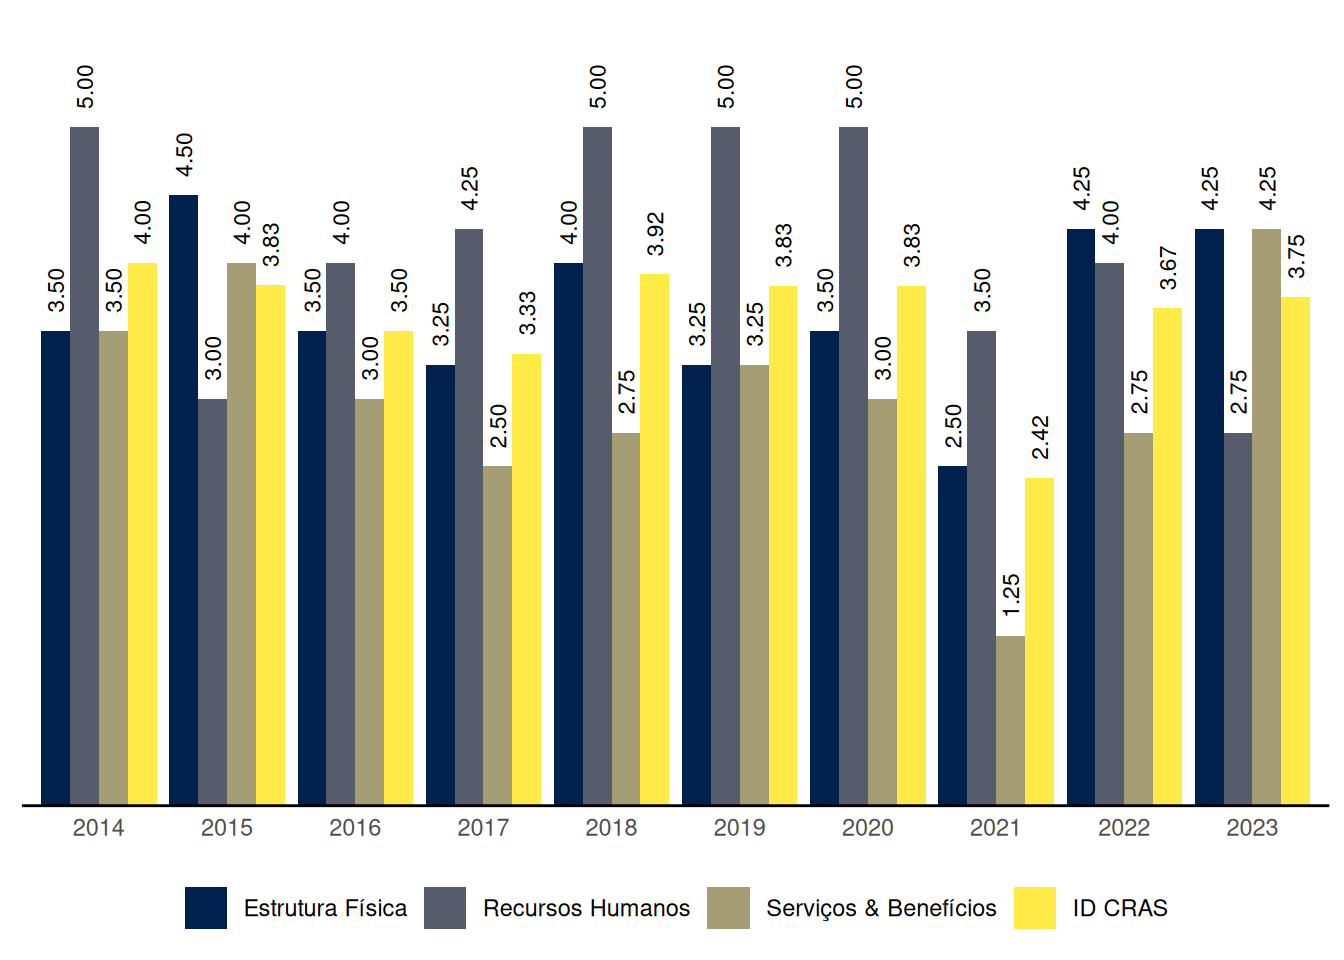 3.50 5.00 3.50 4.00 4.50 3.00 4.00 3.83 3.50 4.00 3.00 3.50 3.25 4.25 2.50 3.33 4.00 5.00 2.75 3.92 3.25 5.00 3.25 3.83 3.50 5.00 3.00 3.83 2.50 3.50 1.25 2.42 4.25 4.00 2.75 3.67 4.25 2.75 4.25 3.75
2014 2015 2016 2017 2018 2019 2020 2021 2022 2023
Estrutura Física Recursos Humanos Serviços & Benefícios ID CRAS